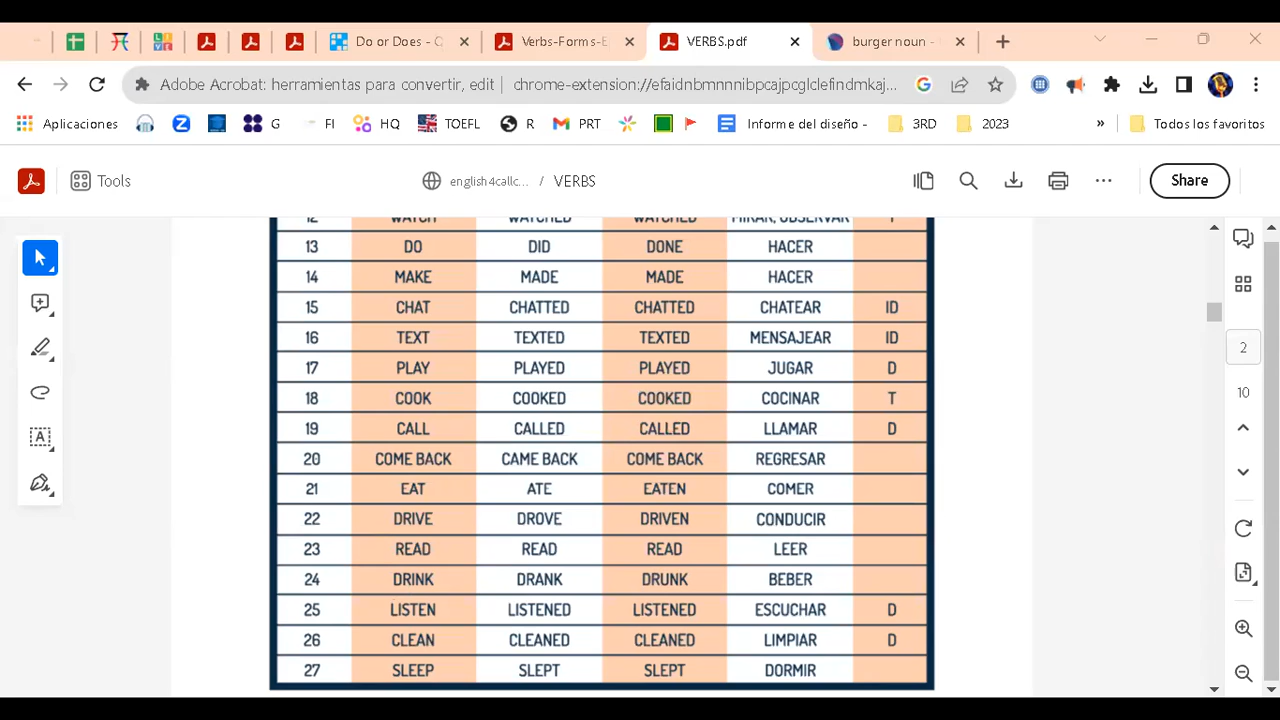 Do or Does - Q
Verbs-Forms-E
VERBS.pdf
burger noun -
Adobe Acrobat: herramientas para convertir, edit | chrome-extension://efaidnbmnnnibpcajpcglclefindmkaj...
Aplicaciones G FI HQ TOEFL R PRT Informe del diseño - 3RD 2023 » Todos los favoritos
Tools english4callc... / VERBS Share
12 WATCH WATCHED WATCHED MIRAR, OBSERVAR T
13 DO DID DONE HACER
14 MAKE MADE MADE HACER
15 CHAT CHATTED CHATTED CHATEAR ID
16 TEXT TEXTED TEXTED MENSAJEAR ID
17 PLAY PLAYED PLAYED JUGAR D
18 COOK COOKED COOKED COCINAR T
19 CALL CALLED CALLED LLAMAR D
20 COME BACK CAME BACK COME BACK REGRESAR
21 EAT ATE EATEN COMER
22 DRIVE DROVE DRIVEN CONDUCIR
23 READ READ READ LEER
24 DRINK DRANK DRUNK BEBER
25 LISTEN LISTENED LISTENED ESCUCHAR D
26 CLEAN CLEANED CLEANED LIMPIAR D
27 SLEEP SLEPT SLEPT DORMIR
2
10